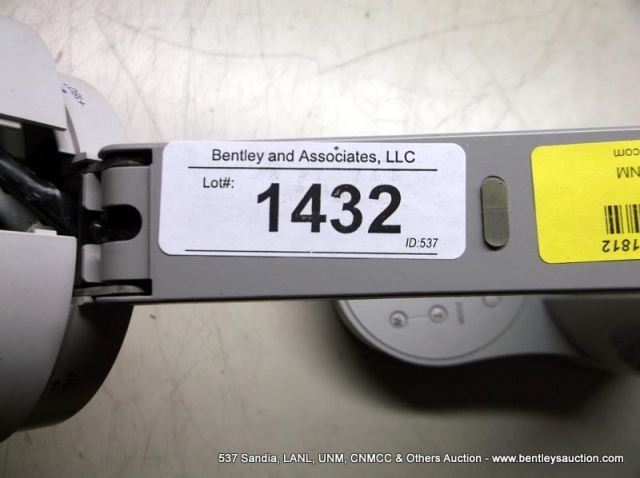 Bentley and Associates, LLC
Lot#:
1432
ID:537
com
NM
1812
537 Sandia, LANL, UNM, CNMCC & Others Auction - www.bentleysauction.com